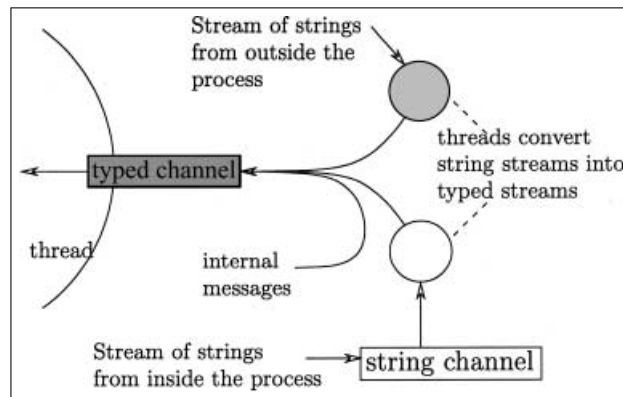 Stream of strings
from outside the
process
typed channel
threads convert
string streams into
typed streams
thread
internal
messages
Stream of strings
from inside the process
string channel